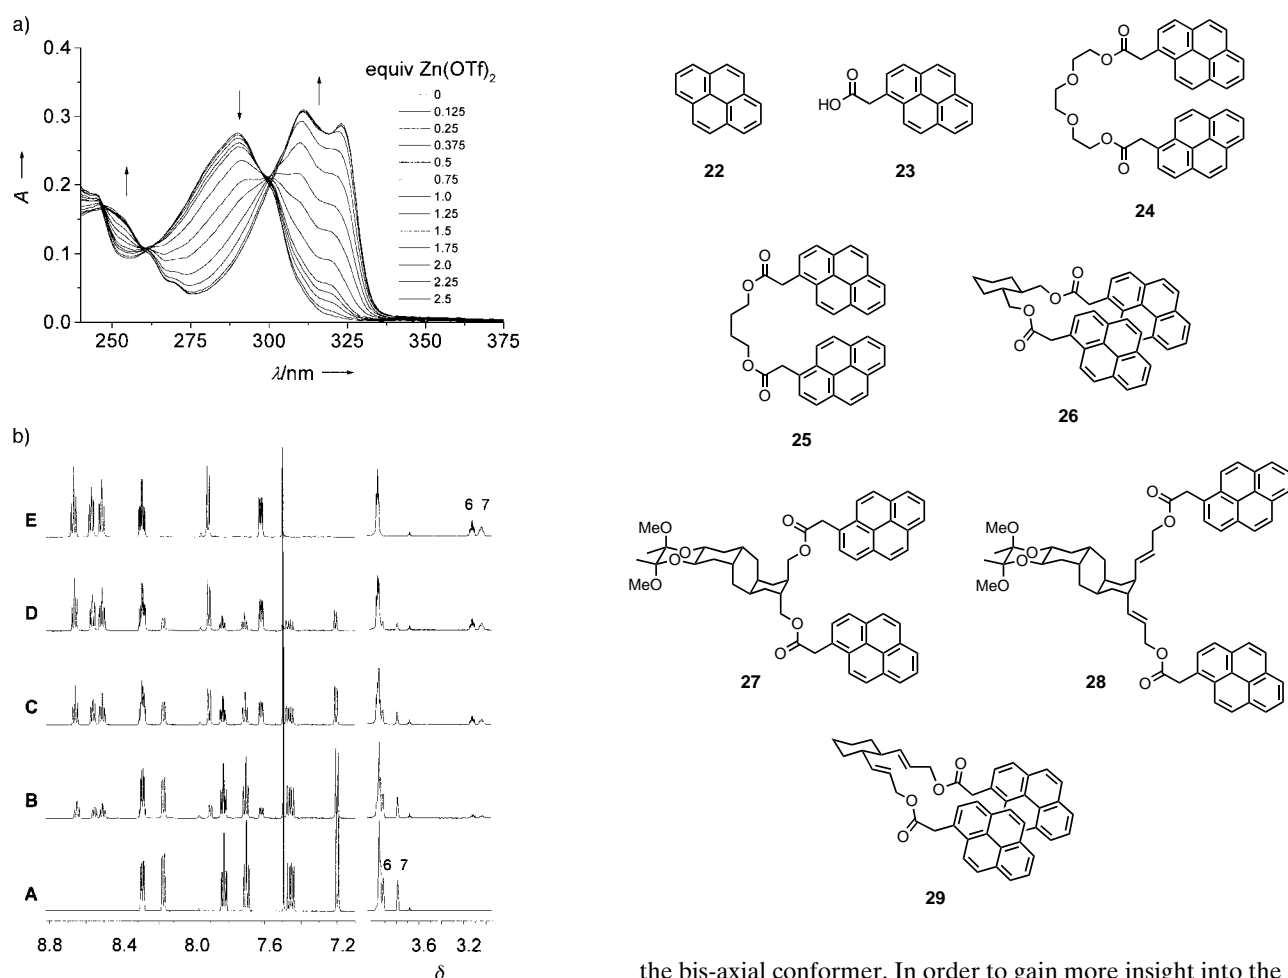 a)
0.4
0.3
0.2
0.1
0.0
A
250 275 300 325 350 375
λ/nm
equiv Zn(OTf)2
0
0.125
0.25
0.375
0.5
0.75
1.0
1.25
1.5
1.75
2.0
2.25
2.5
b)
E
6 7
D
C
B
A
6 7
8.8 8.4 8.0 7.6 7.2 3.6 3.2
δ
22
O
HO
23
O
O
O
O
O
O
24
O
O
O
O
25
O
O
O
O
26
MeO
O
O
MeO
O
O
O
O
27
MeO
O
O
MeO
O
O
O
O
28
O
O
O
O
29
the bis-axial conformer. In order to gain more insight into the